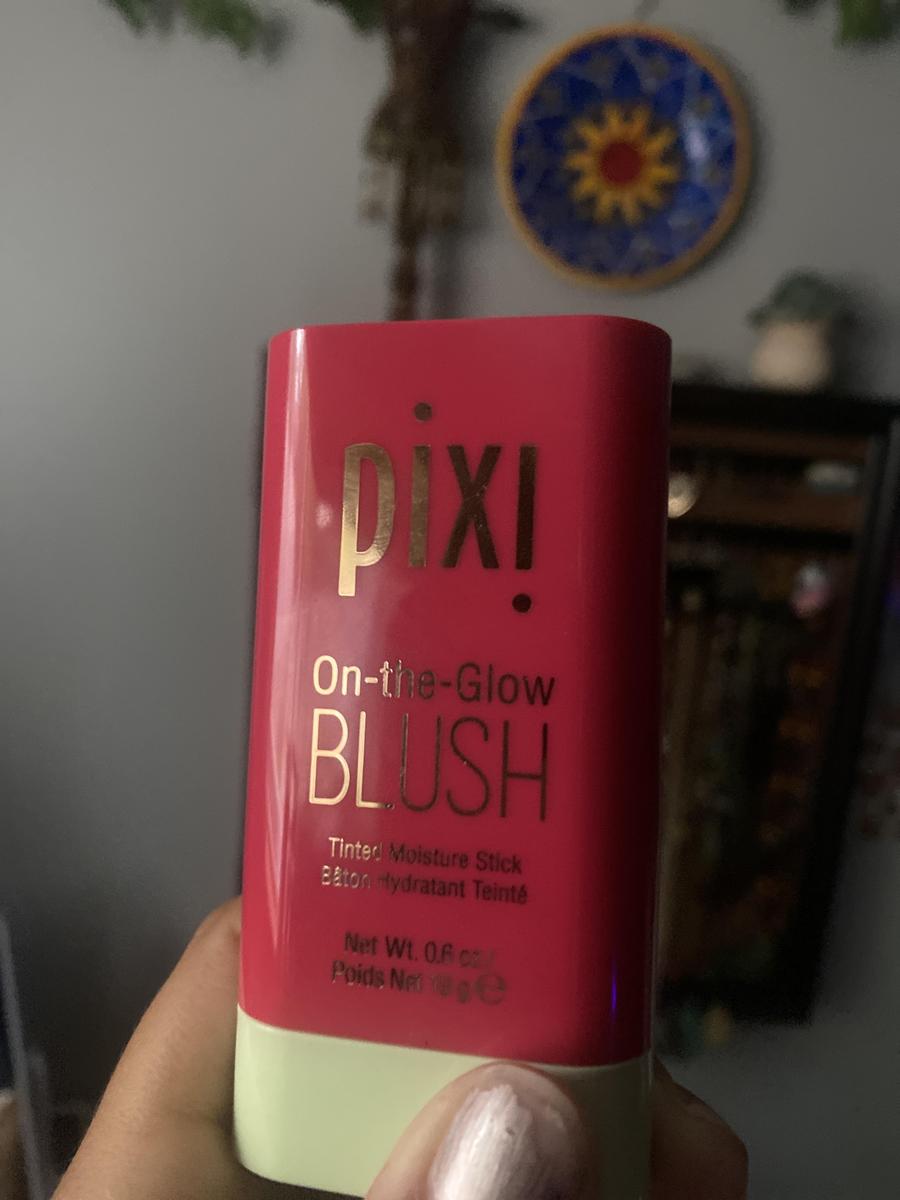 pixi
On-the-Glow
BLUSH
Tinted Moisture Stick
Bâton Hydratant Teinté
Net Wt. 0.6 oz /
Poids Net 19 g ℮